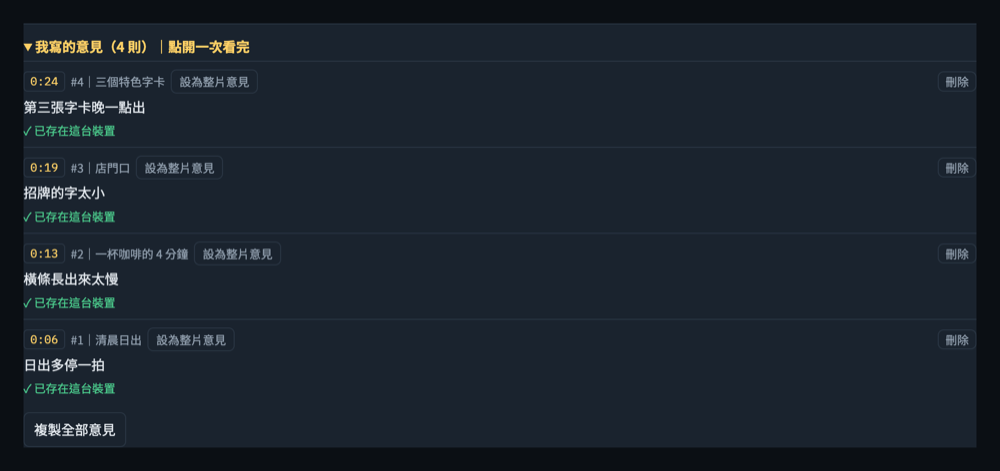 ▼我寫的意見（4 則）｜點開一次看完
0:24 #4｜三個特色字卡 設為整片意見 刪除
第三張字卡晚一點出
✓ 已存在這台裝置
0:19 #3｜店門口 設為整片意見 刪除
招牌的字太小
✓ 已存在這台裝置
0:13 #2｜一杯咖啡的 4 分鐘 設為整片意見 刪除
橫條長出來太慢
✓ 已存在這台裝置
0:06 #1｜清晨日出 設為整片意見 刪除
日出多停一拍
✓ 已存在這台裝置
複製全部意見